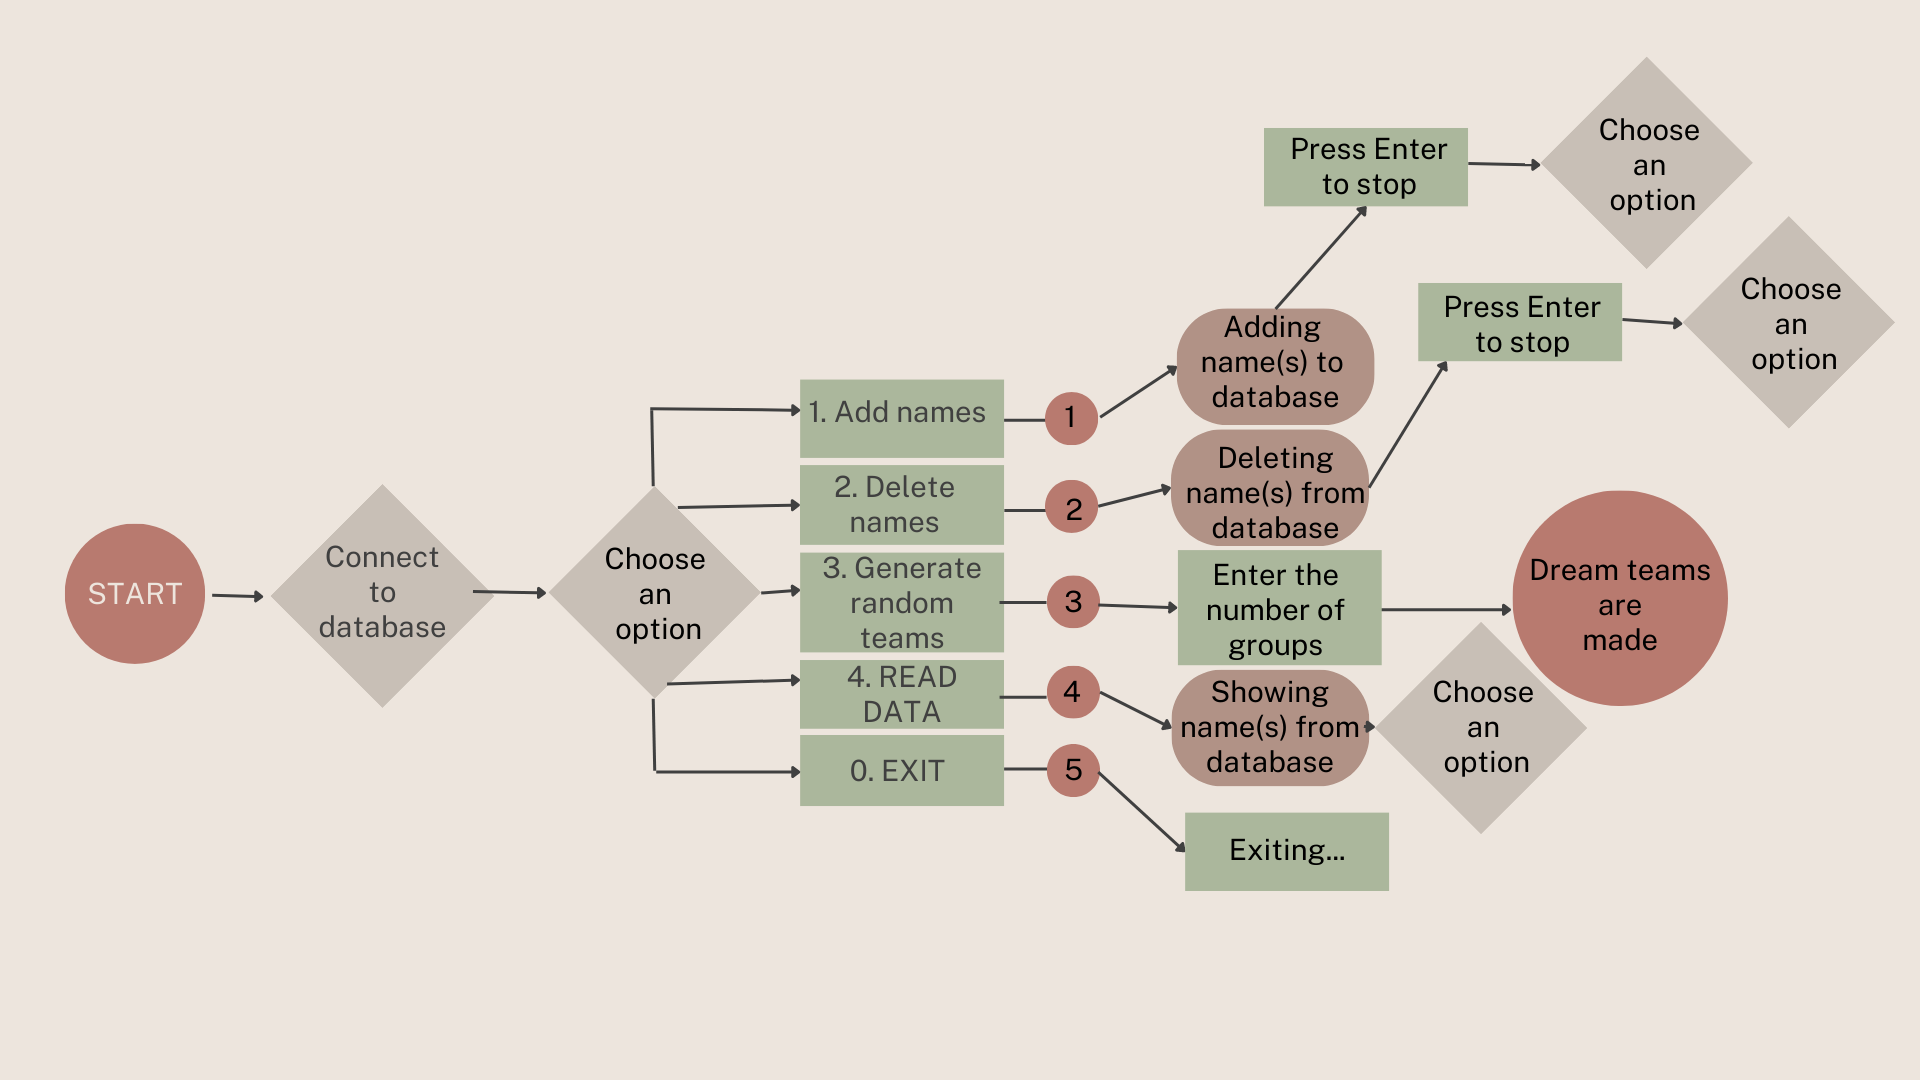 START
Connect
to
database
Choose
an
option
1. Add names
2. Delete
names
3. Generate
random
teams
4. READ
DATA
0. EXIT
1
2
3
4
5
Adding
name(s) to
database
Press Enter
to stop
Choose
an
option
Deleting
name(s) from
database
Press Enter
to stop
Choose
an
option
Enter the
number of
groups
Dream teams
are
made
Showing
name(s) from
database
Choose
an
option
Exiting...